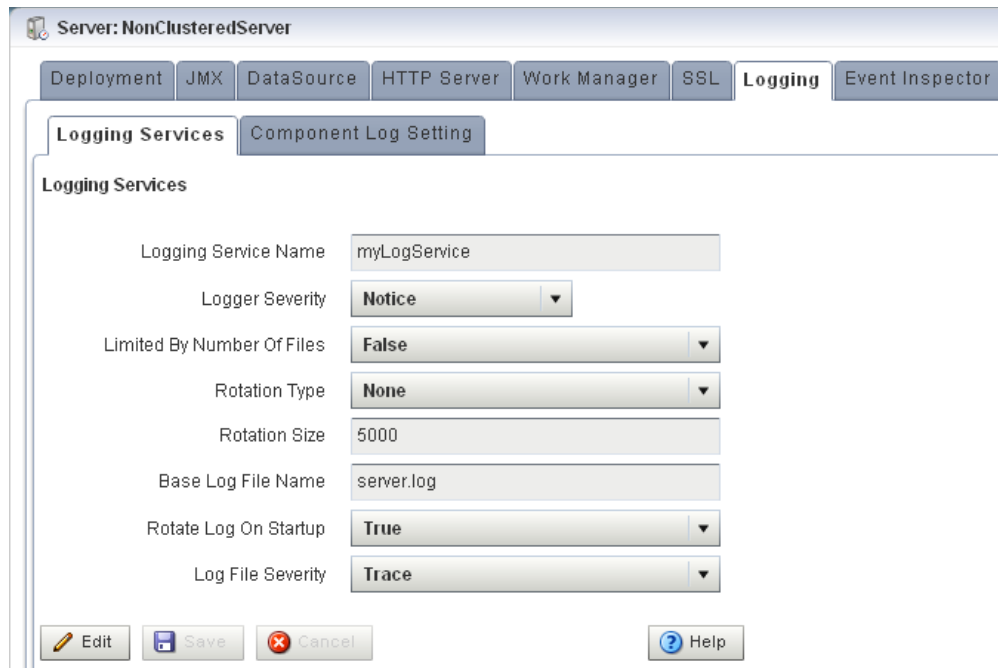 Server: NonClusteredServer
Deployment JMX DataSource HTTP Server Work Manager SSL Logging Event Inspector
Logging Services Component Log Setting
Logging Services
Logging Service Name myLogService
Logger Severity Notice
Limited By Number Of Files False
Rotation Type None
Rotation Size 5000
Base Log File Name server.log
Rotate Log On Startup True
Log File Severity Trace
Edit Save Cancel Help